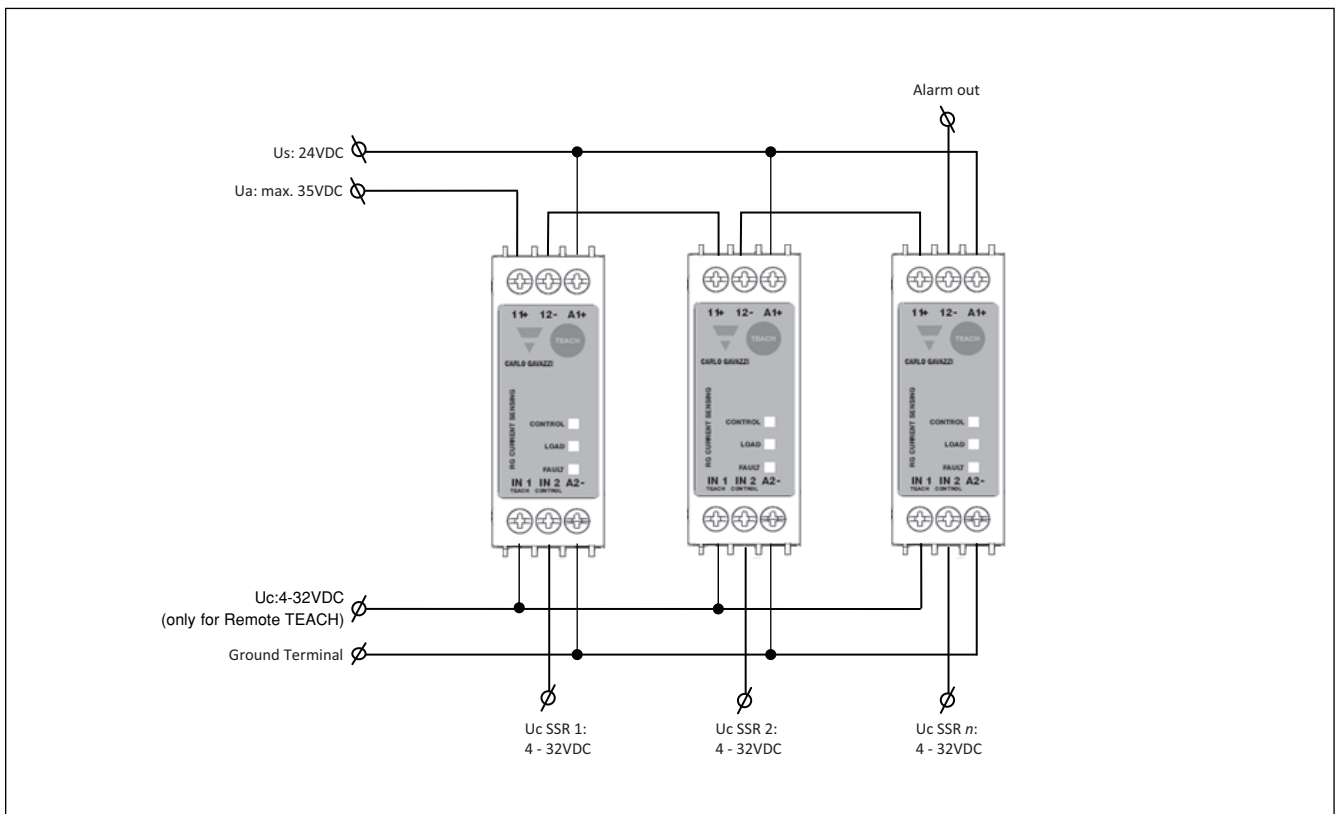 Alarm out
Us: 24VDC
Ua: max. 35VDC
11+ 12- A1+
TEACH
CARLO GAVAZZI
RG CURRENT SENSING
CONTROL
LOAD
FAULT
IN 1 IN 2 A2-
TEACH CONTROL
11+ 12- A1+
TEACH
CARLO GAVAZZI
RG CURRENT SENSING
CONTROL
LOAD
FAULT
IN 1 IN 2 A2-
TEACH CONTROL
11+ 12- A1+
TEACH
CARLO GAVAZZI
RG CURRENT SENSING
CONTROL
LOAD
FAULT
IN 1 IN 2 A2-
TEACH CONTROL
Uc:4-32VDC
(only for Remote TEACH)
Ground Terminal
Uc SSR 1:
4 - 32VDC
Uc SSR 2:
4 - 32VDC
Uc SSR n:
4 - 32VDC